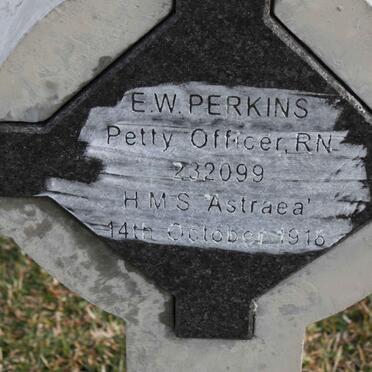 E.W. PERKINS
Petty Officer, RN
232099
H.M.S 'Astraea'
14th October 1916